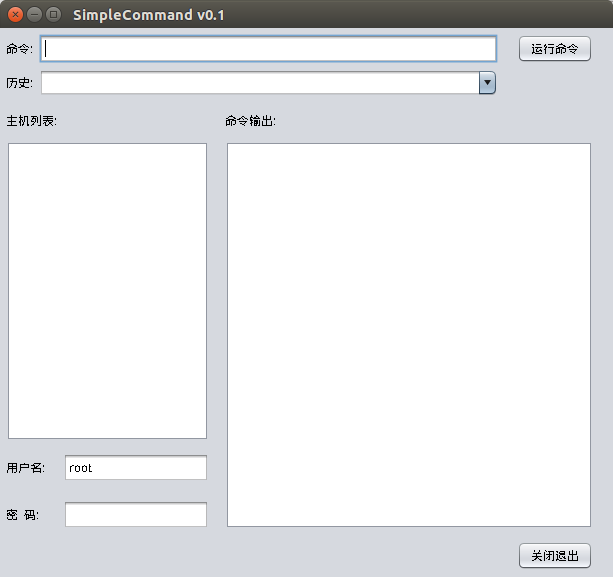 SimpleCommand v0.1
命令:
运行命令
历史:
主机列表:
命令输出:
用户名:
root
密 码:
关闭退出